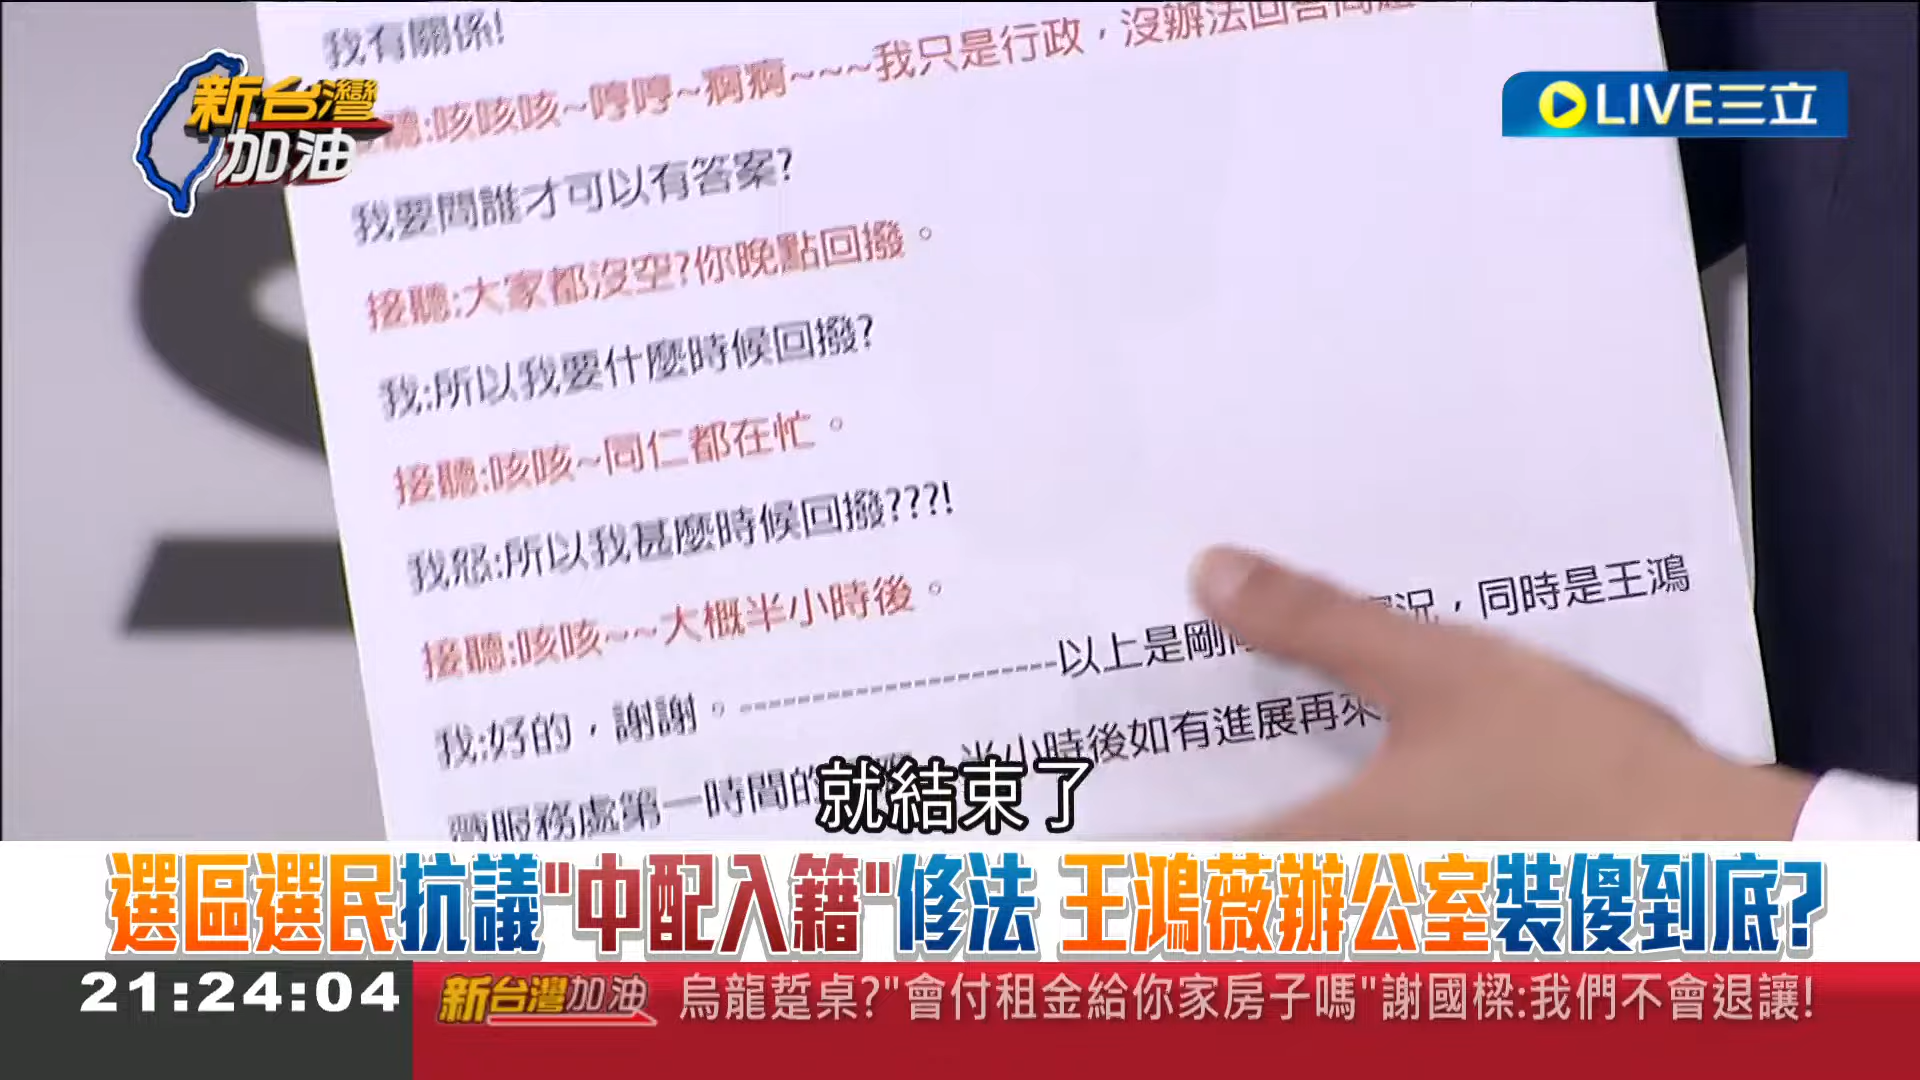 我有關係!
聽:咳咳咳~哼哼~痾痾~~~我只是行政，沒辦法回答問題
我要問誰才可以有答案?
接聽:大家都沒空?你晚點回撥。
我:所以我要什麼時候回撥?
接聽:咳咳~同仁都在忙。
我怒:所以我甚麼時候回撥???!
接聽:咳咳~~大概半小時後。
我:好的，謝謝。----------------------以上是剛 況，同時是王鴻
薇服務處第一時間的 半小時後如有進展再來
新台灣
加油
LIVE三立
就結束了
選區選民抗議"中配入籍"修法 王鴻薇辦公室裝傻到底?
21:24:04
新台灣加油
烏龍踅桌?"會付租金給你家房子嗎"謝國樑:我們不會退讓!